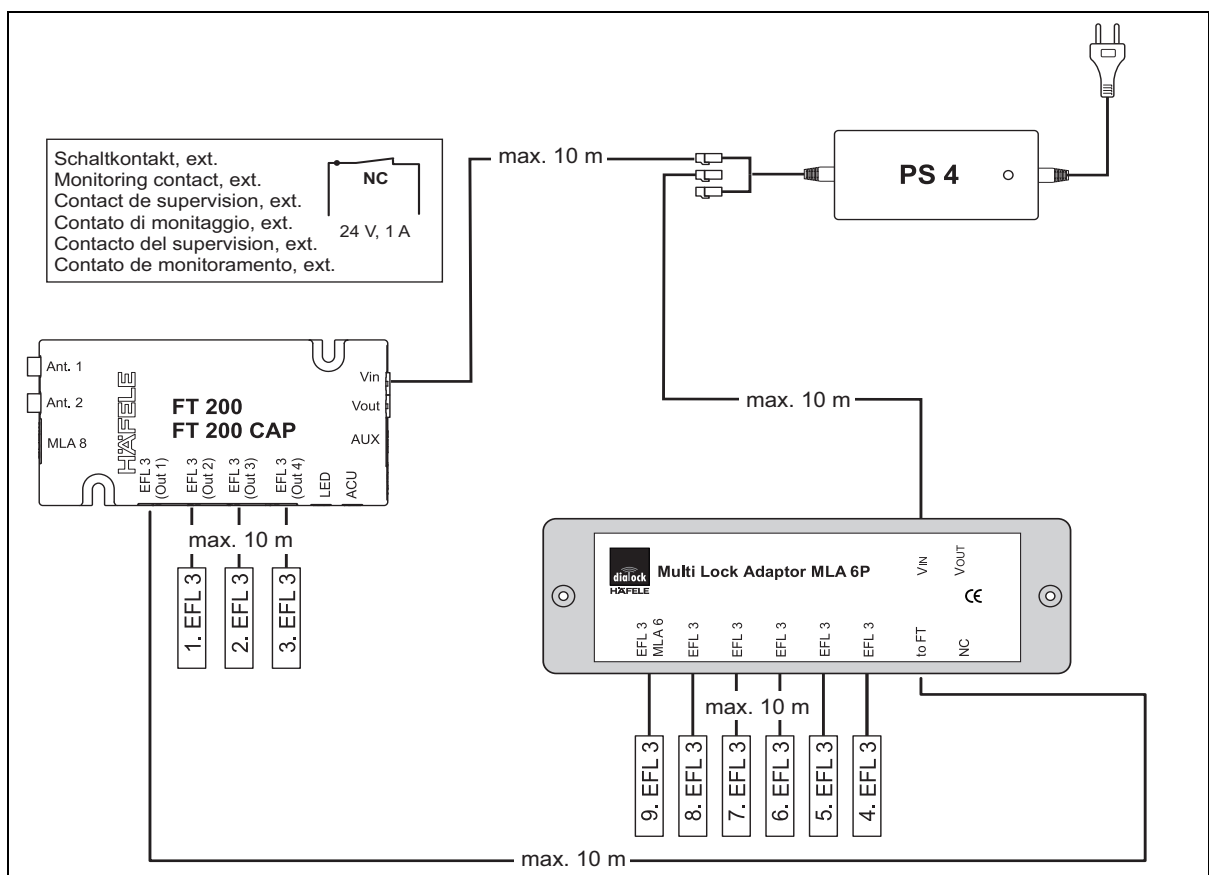 Schaltkontakt, ext.
Monitoring contact, ext.
Contact de supervision, ext.
Contato di monitaggio, ext.
Contacto del supervision, ext.
Contato de monitoramento, ext.
NC
24 V, 1 A
max. 10 m
PS 4
Ant. 1
Ant. 2
MLA 8
HÄFELE
FT 200
FT 200 CAP
Vin
Vout
AUX
EFL 3
(Out 1)
EFL 3
(Out 2)
EFL 3
(Out 3)
EFL 3
(Out 4)
LED
ACU
max. 10 m
1. EFL 3
2. EFL 3
3. EFL 3
max. 10 m
dialock
HÄFELE
Multi Lock Adaptor MLA 6P
VIN
VOUT
CE
EFL 3
MLA 6
EFL 3
EFL 3
EFL 3
EFL 3
EFL 3
to FT
NC
max. 10 m
9. EFL 3
8. EFL 3
7. EFL 3
6. EFL 3
5. EFL 3
4. EFL 3
max. 10 m